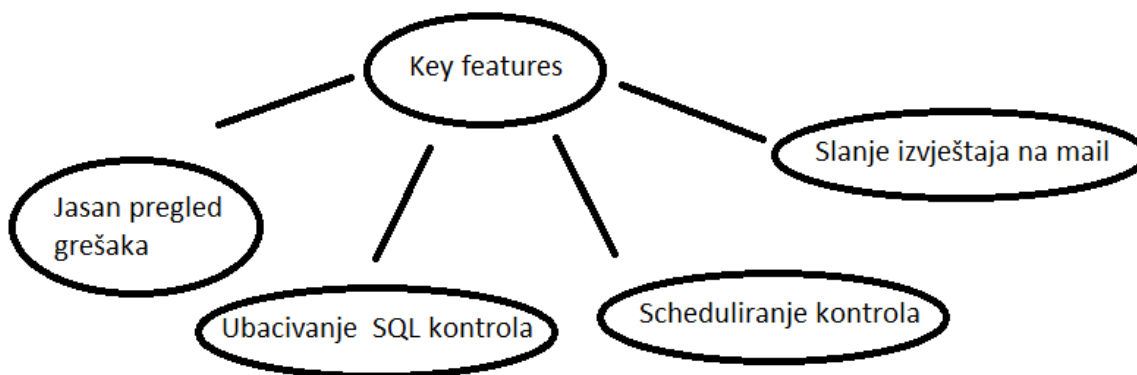 Key features
Slanje izvještaja na mail
Jasan pregled
grešaka
Ubacivanje SQL kontrola
Scheduliranje kontrola